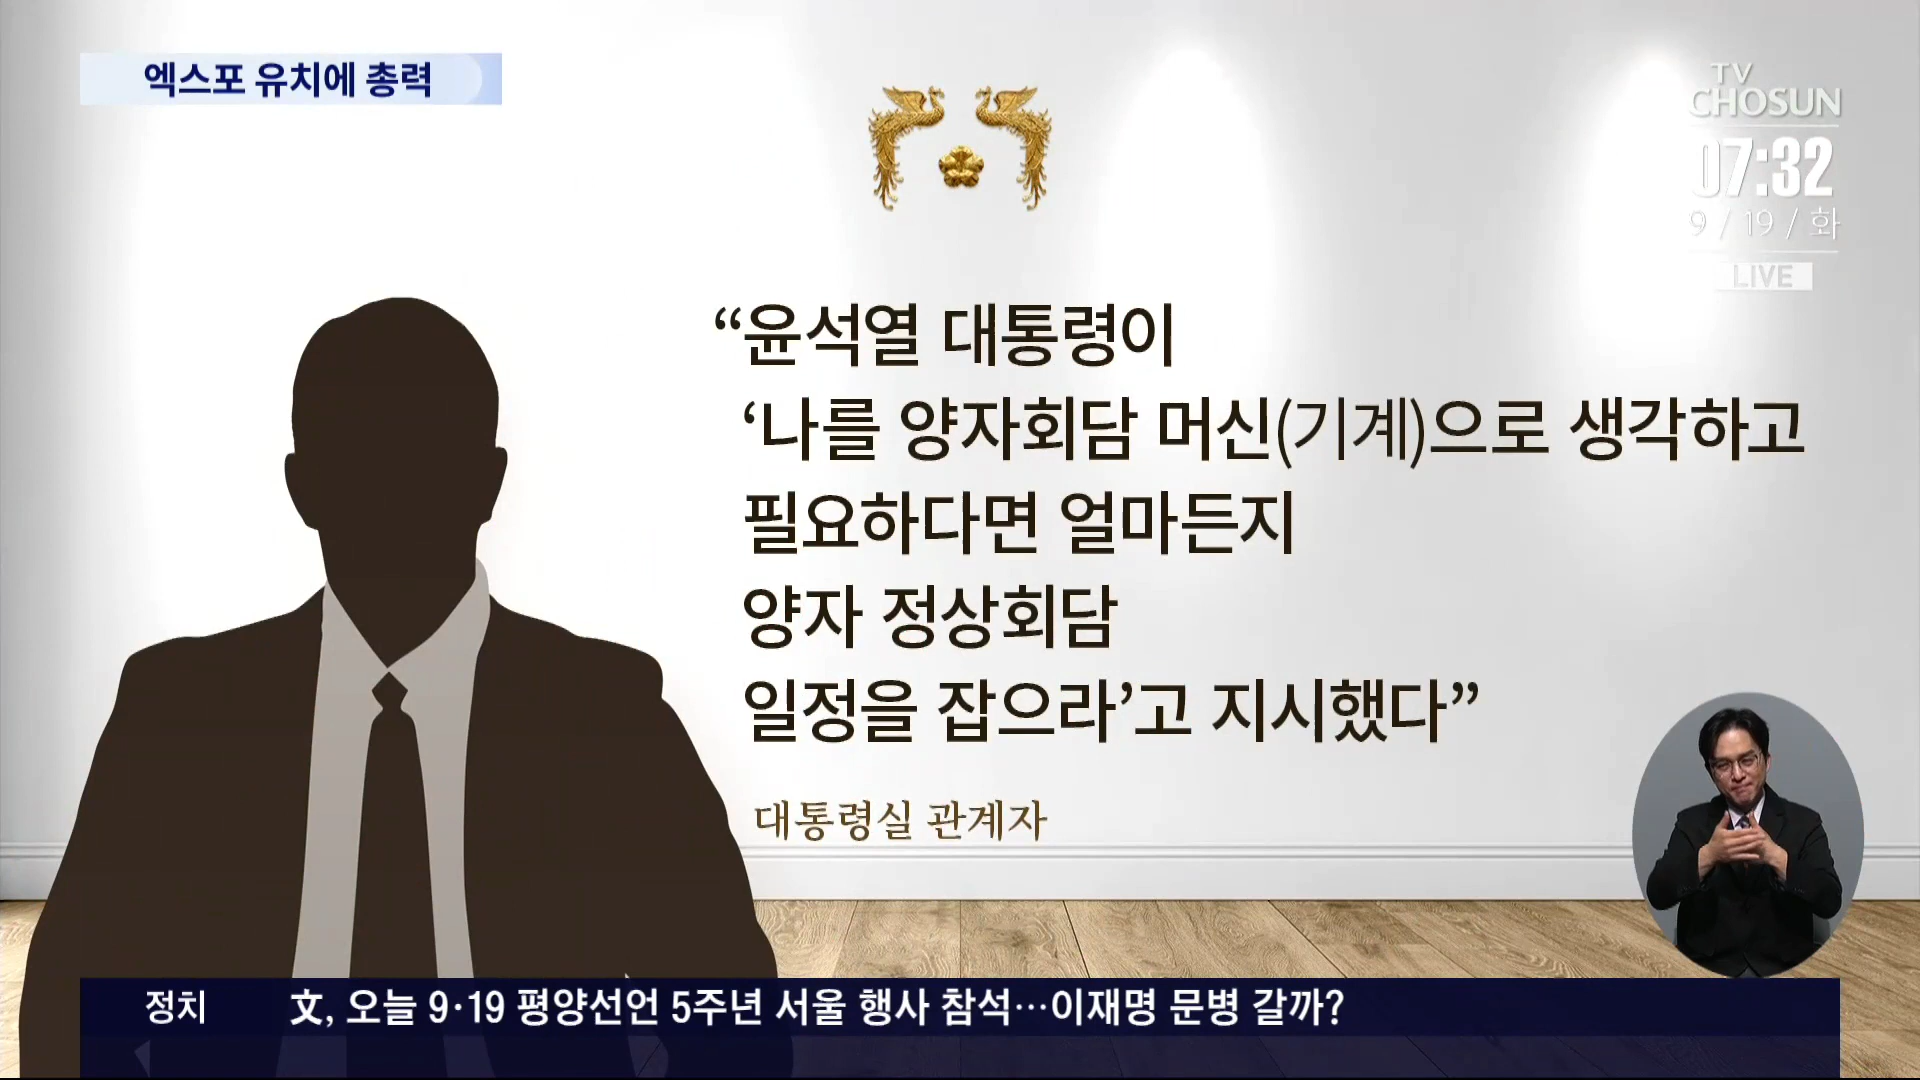 엑스포 유치에 총력
TV
CHOSUN
07:32
9 / 19 / 화
LIVE
“윤석열 대통령이
‘나를 양자회담 머신(기계)으로 생각하고
필요하다면 얼마든지
양자 정상회담
일정을 잡으라’고 지시했다”
대통령실 관계자
정치 文, 오늘 9·19 평양선언 5주년 서울 행사 참석…이재명 문병 갈까?